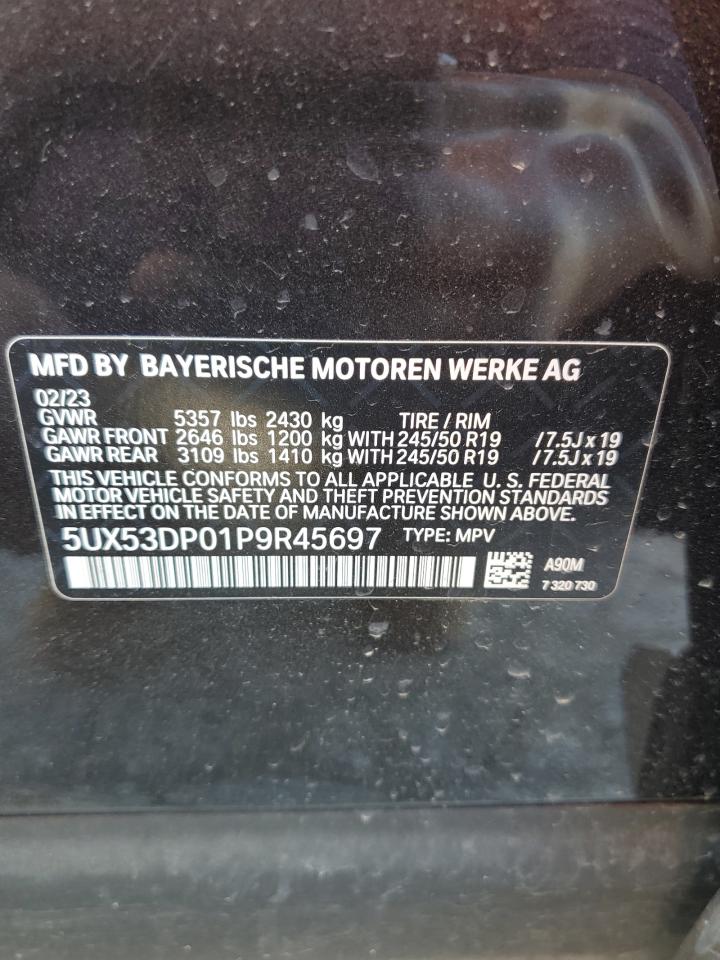 MFD BY BAYERISCHE MOTOREN WERKE AG
02/23
GVWR 5357 lbs 2430 kg TIRE / RIM
GAWR FRONT 2646 lbs 1200 kg WITH 245/50 R19 /7.5J x 19
GAWR REAR 3109 lbs 1410 kg WITH 245/50 R19 /7.5J x 19
THIS VEHICLE CONFORMS TO ALL APPLICABLE U. S. FEDERAL
MOTOR VEHICLE SAFETY AND THEFT PREVENTION STANDARDS
IN EFFECT ON THE DATE OF MANUFACTURE SHOWN ABOVE.
5UX53DP01P9R45697 TYPE: MPV
A90M
7 320 730